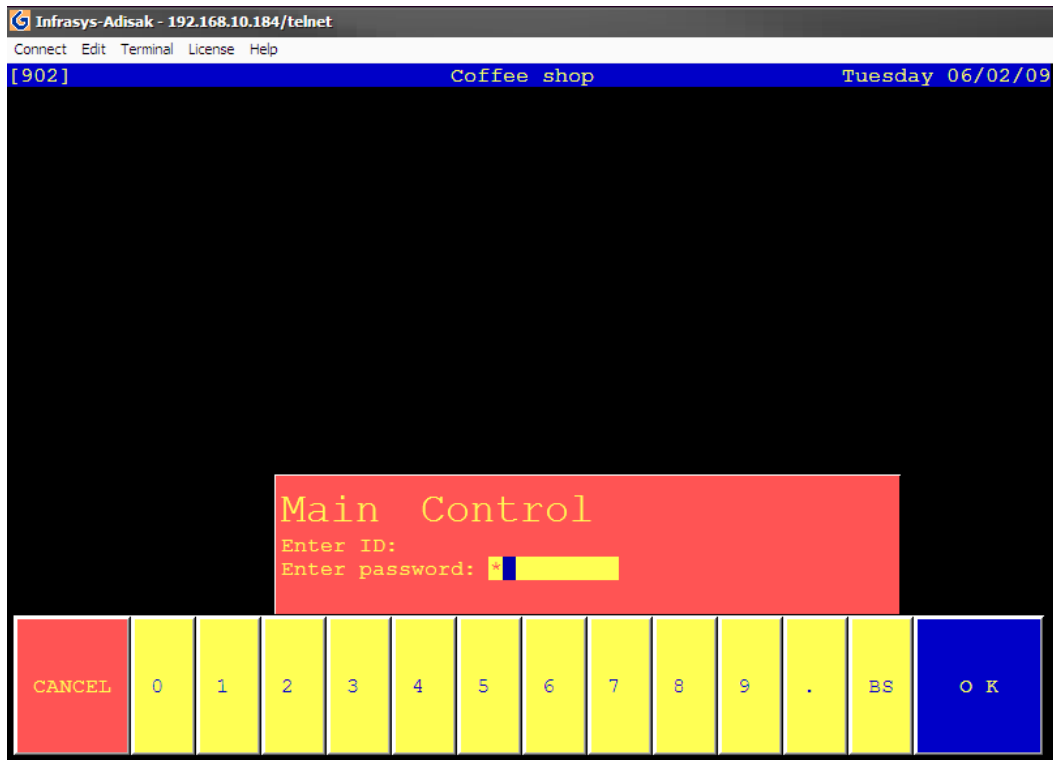 Infrasys-Adisak - 192.168.10.184/telnet
Connect Edit Terminal License Help
[902] Coffee shop Tuesday 06/02/09
Main Control
Enter ID:
Enter password: *
CANCEL 0 1 2 3 4 5 6 7 8 9 . BS O K